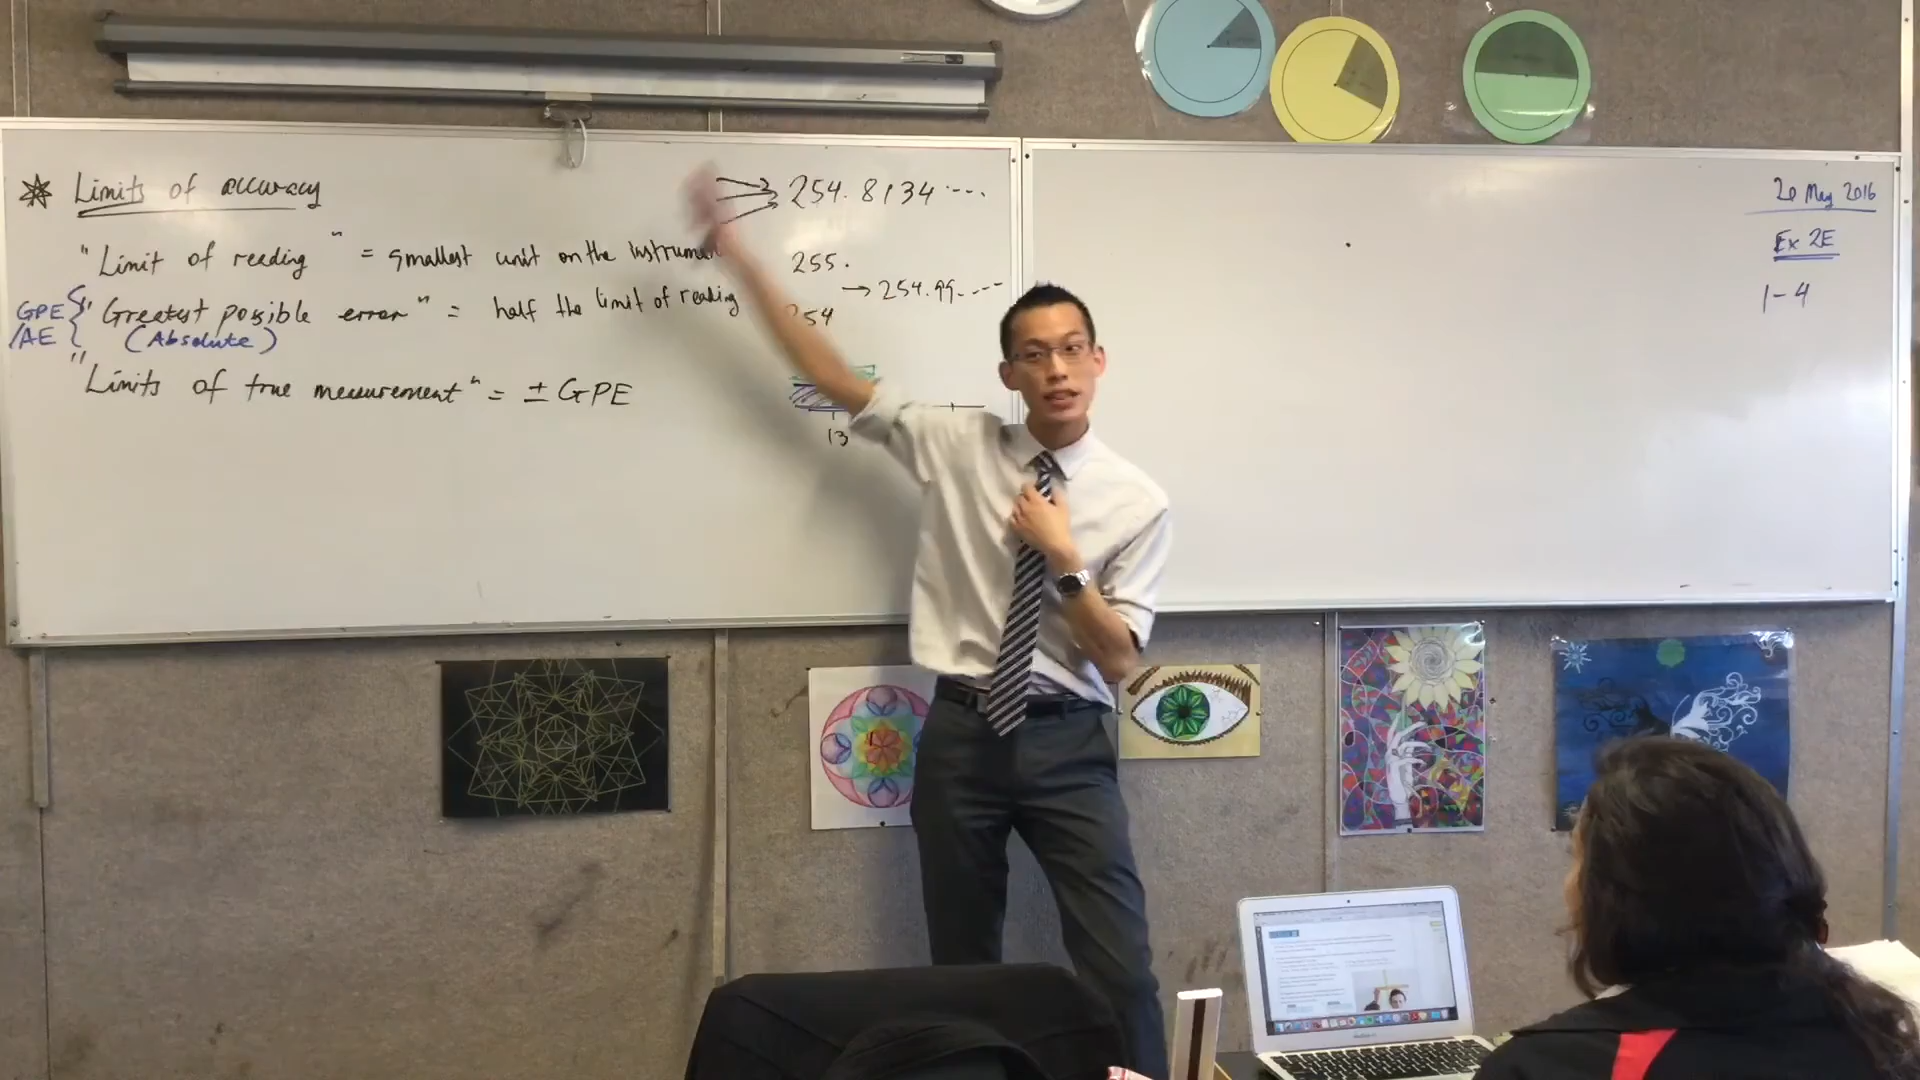 Limits of accuracy
"Limit of reading" = smallest unit on the instrument
GPE "Greatest possible error" = half the limit of reading
/AE (Absolute)
"Limits of true measurement" = ± GPE
254.8134....
255.
→ 254.99....
254
13
20 May 2016
Ex 2E
1-4